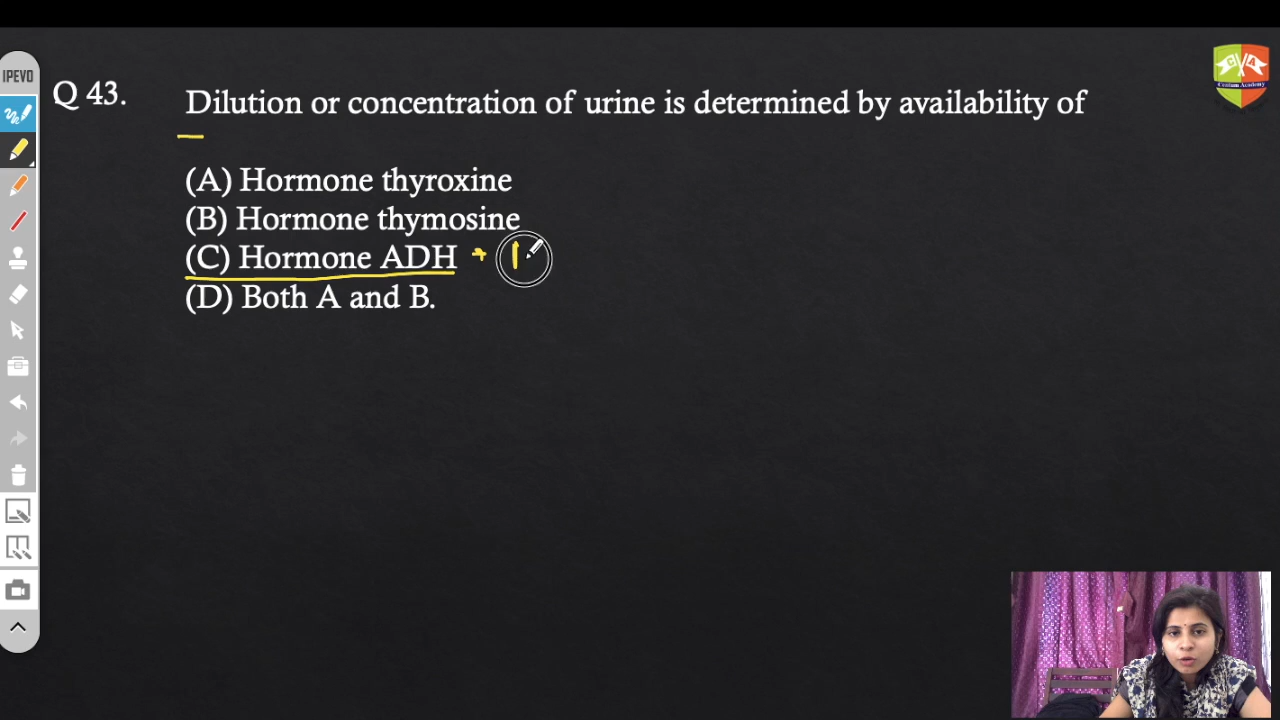 IPEVO
Q 43.
Dilution or concentration of urine is determined by availability of
(A) Hormone thyroxine
(B) Hormone thymosine
(C) Hormone ADH
(D) Both A and B.